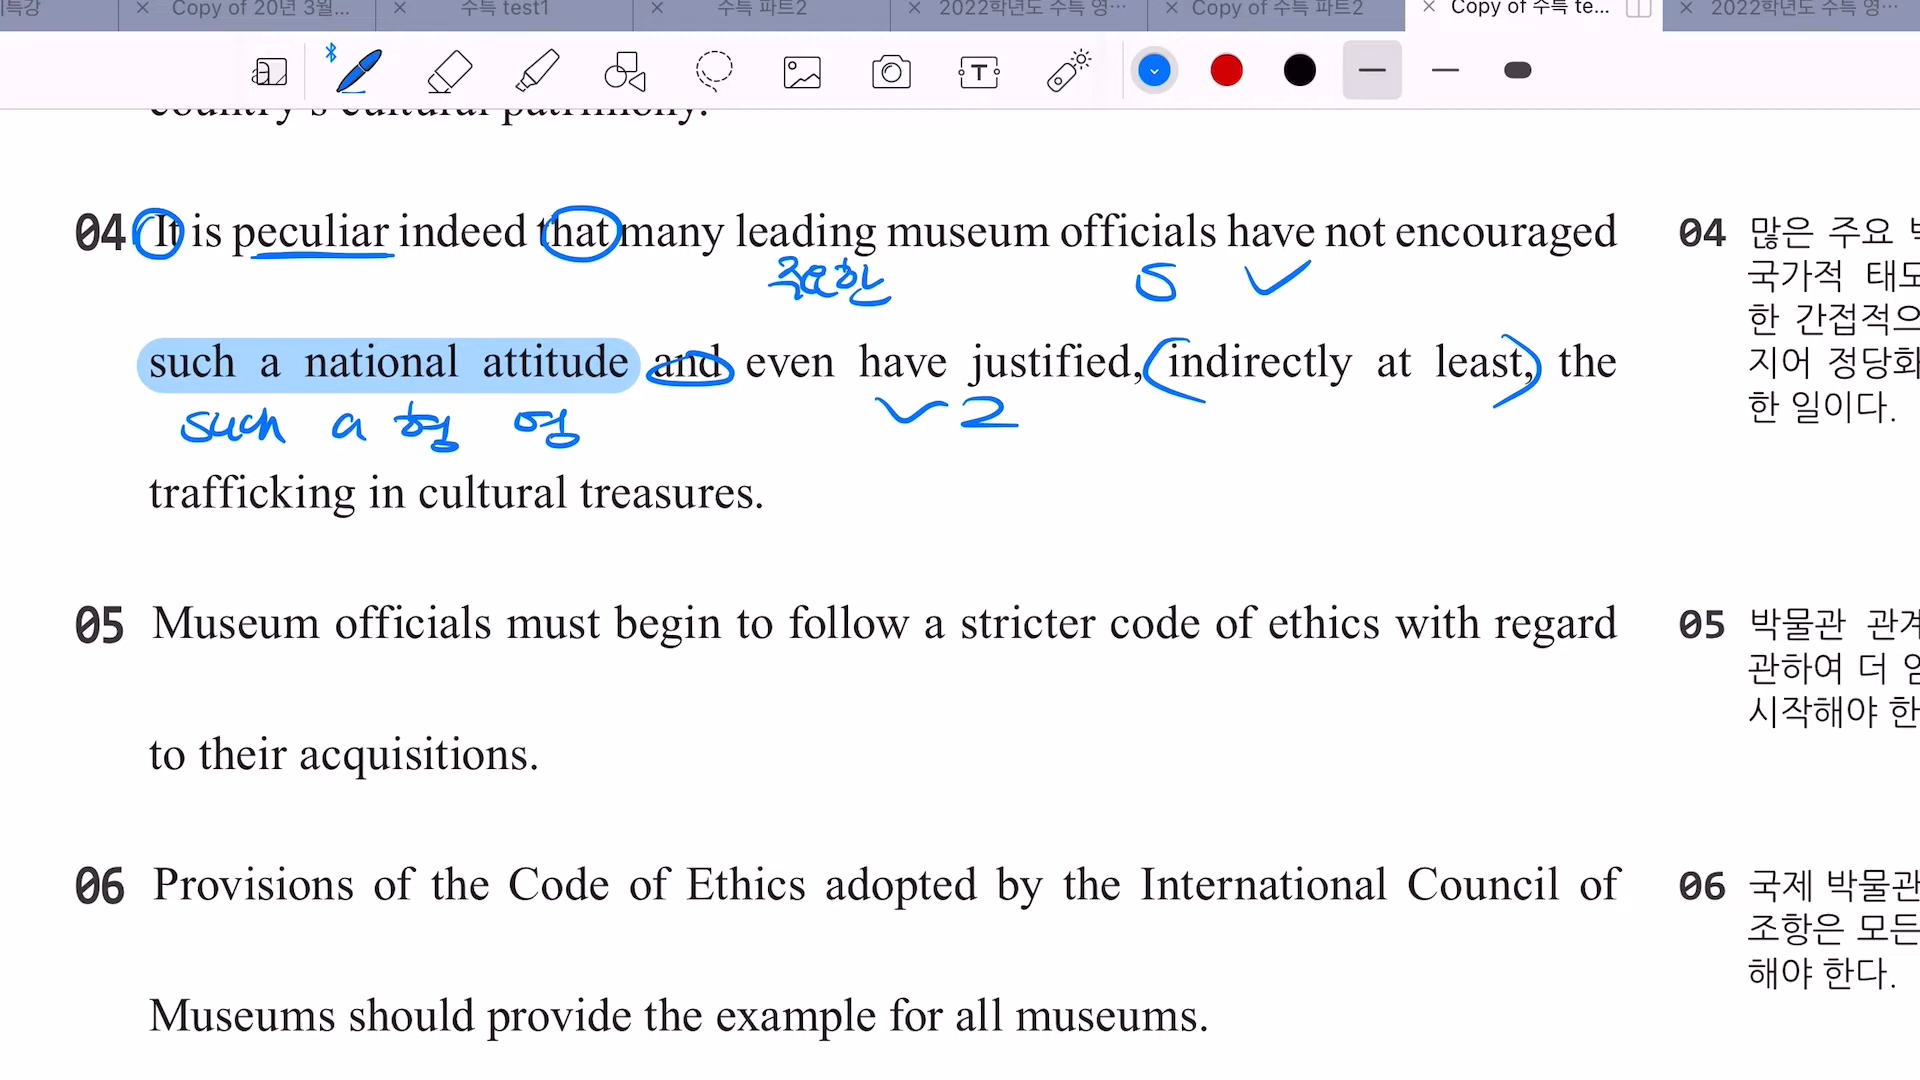 특강
Copy of 20년 3월...
수특 test1
수특 파트2
2022학년도 수특 영...
Copy of 수특 파트2
Copy of 수특 te...
2022학년도 수특 영...
country's cultural patrimony.
04 It is peculiar indeed that many leading museum officials have not encouraged
주요한 S V
such a national attitude and even have justified, (indirectly at least,) the
such a 형 명 V2
trafficking in cultural treasures.
05 Museum officials must begin to follow a stricter code of ethics with regard
to their acquisitions.
06 Provisions of the Code of Ethics adopted by the International Council of
Museums should provide the example for all museums.
04 많은 주요
국가적 태도
한 간접적으
지어 정당화
한 일이다.
05 박물관 관계
관하여 더 엄
시작해야 한
06 국제 박물관
조항은 모든
해야 한다.